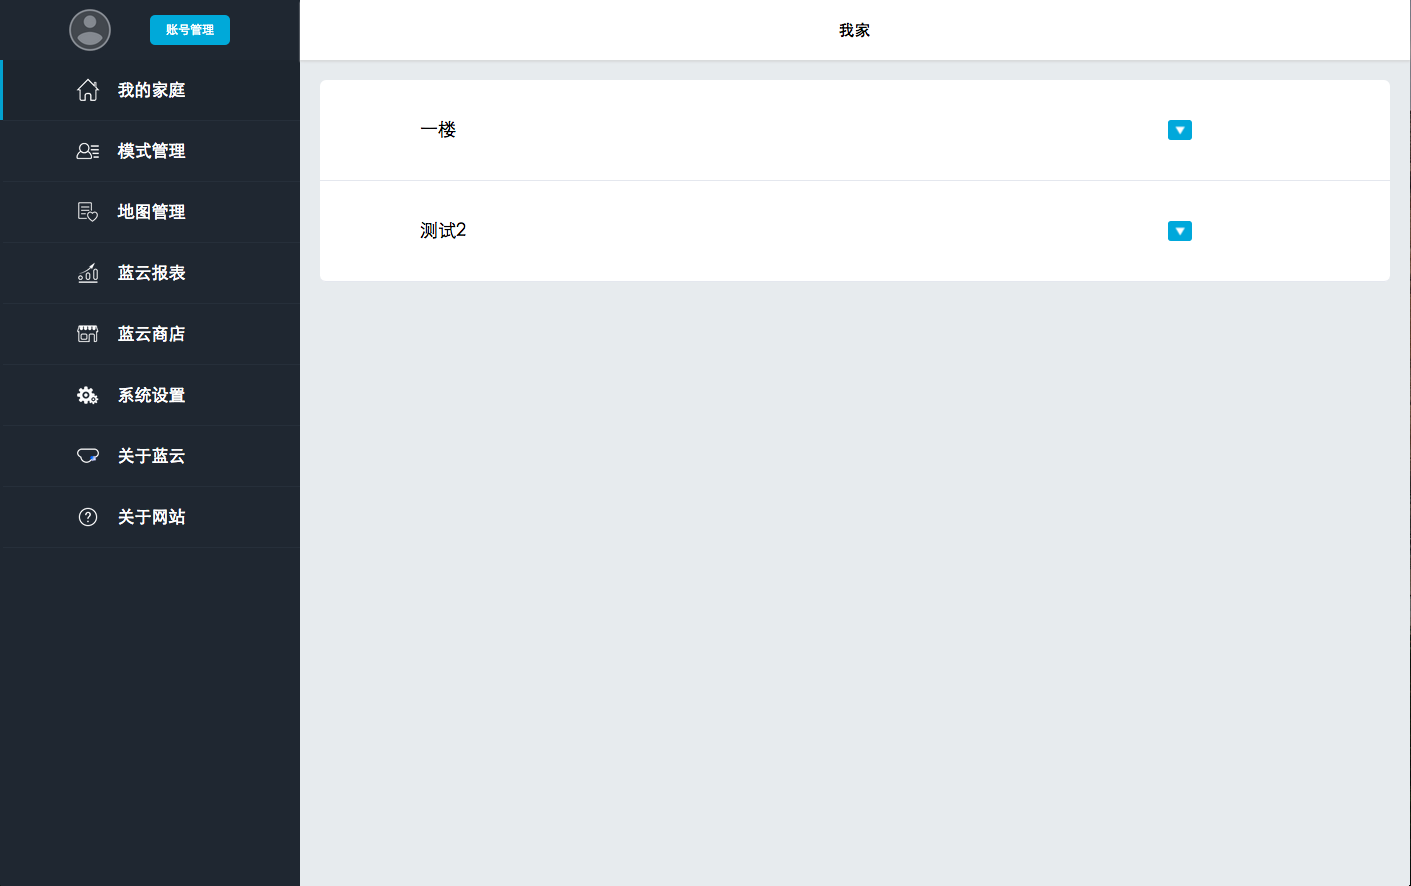 账号管理
我的家庭
模式管理
地图管理
蓝云报表
蓝云商店
系统设置
关于蓝云
关于网站
我家
一楼
测试2